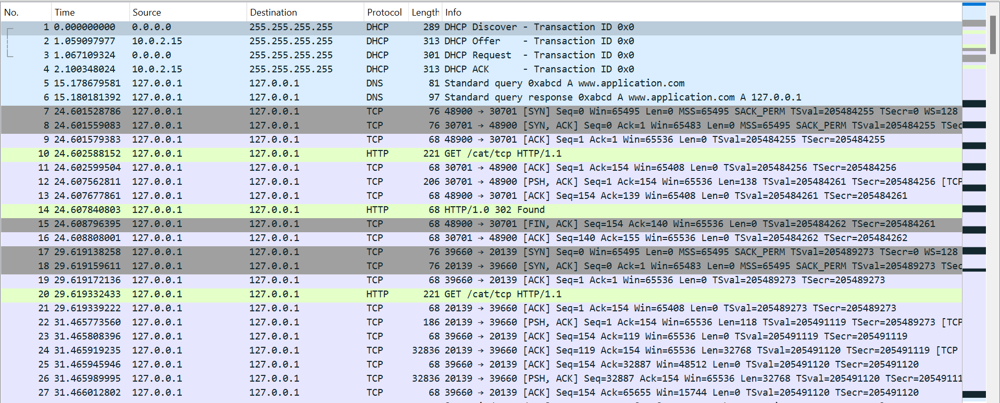 No. Time Source Destination Protocol Length Info
1 0.000000000 0.0.0.0 255.255.255.255 DHCP 289 DHCP Discover - Transaction ID 0x0
2 1.059097977 10.0.2.15 255.255.255.255 DHCP 313 DHCP Offer - Transaction ID 0x0
3 1.067109324 0.0.0.0 255.255.255.255 DHCP 301 DHCP Request - Transaction ID 0x0
4 2.100348024 10.0.2.15 255.255.255.255 DHCP 313 DHCP ACK - Transaction ID 0x0
5 15.178679581 127.0.0.1 127.0.0.1 DNS 81 Standard query 0xabcd A www.application.com
6 15.180181392 127.0.0.1 127.0.0.1 DNS 97 Standard query response 0xabcd A www.application.com A 127.0.0.1
7 24.601528786 127.0.0.1 127.0.0.1 TCP 76 48900 → 30701 [SYN] Seq=0 Win=65495 Len=0 MSS=65495 SACK_PERM TSval=205484255 TSecr=0 WS=128
8 24.601559083 127.0.0.1 127.0.0.1 TCP 76 30701 → 48900 [SYN, ACK] Seq=0 Ack=1 Win=65483 Len=0 MSS=65495 SACK_PERM TSval=205484255 TSec
9 24.601579383 127.0.0.1 127.0.0.1 TCP 68 48900 → 30701 [ACK] Seq=1 Ack=1 Win=65536 Len=0 TSval=205484255 TSecr=205484255
10 24.602588152 127.0.0.1 127.0.0.1 HTTP 221 GET /cat/tcp HTTP/1.1
11 24.602599504 127.0.0.1 127.0.0.1 TCP 68 30701 → 48900 [ACK] Seq=1 Ack=154 Win=65408 Len=0 TSval=205484256 TSecr=205484256
12 24.607562811 127.0.0.1 127.0.0.1 TCP 206 30701 → 48900 [PSH, ACK] Seq=1 Ack=154 Win=65536 Len=138 TSval=205484261 TSecr=205484256 [TCP
13 24.607677861 127.0.0.1 127.0.0.1 TCP 68 48900 → 30701 [ACK] Seq=154 Ack=139 Win=65408 Len=0 TSval=205484261 TSecr=205484261
14 24.607840803 127.0.0.1 127.0.0.1 HTTP 68 HTTP/1.0 302 Found
15 24.608796395 127.0.0.1 127.0.0.1 TCP 68 48900 → 30701 [FIN, ACK] Seq=154 Ack=140 Win=65536 Len=0 TSval=205484262 TSecr=205484261
16 24.608808001 127.0.0.1 127.0.0.1 TCP 68 30701 → 48900 [ACK] Seq=140 Ack=155 Win=65536 Len=0 TSval=205484262 TSecr=205484262
17 29.619138258 127.0.0.1 127.0.0.1 TCP 76 39660 → 20139 [SYN] Seq=0 Win=65495 Len=0 MSS=65495 SACK_PERM TSval=205489273 TSecr=0 WS=128
18 29.619159611 127.0.0.1 127.0.0.1 TCP 76 20139 → 39660 [SYN, ACK] Seq=0 Ack=1 Win=65483 Len=0 MSS=65495 SACK_PERM TSval=205489273 TSec
19 29.619172136 127.0.0.1 127.0.0.1 TCP 68 39660 → 20139 [ACK] Seq=1 Ack=1 Win=65536 Len=0 TSval=205489273 TSecr=205489273
20 29.619332433 127.0.0.1 127.0.0.1 HTTP 221 GET /cat/tcp HTTP/1.1
21 29.619339222 127.0.0.1 127.0.0.1 TCP 68 20139 → 39660 [ACK] Seq=1 Ack=154 Win=65408 Len=0 TSval=205489273 TSecr=205489273
22 31.465773560 127.0.0.1 127.0.0.1 TCP 186 20139 → 39660 [PSH, ACK] Seq=1 Ack=154 Win=65536 Len=118 TSval=205491119 TSecr=205489273 [TCP
23 31.465808396 127.0.0.1 127.0.0.1 TCP 68 39660 → 20139 [ACK] Seq=154 Ack=119 Win=65536 Len=0 TSval=205491119 TSecr=205491119
24 31.465919235 127.0.0.1 127.0.0.1 TCP 32836 20139 → 39660 [ACK] Seq=119 Ack=154 Win=65536 Len=32768 TSval=205491120 TSecr=205491119 [TCP
25 31.465945946 127.0.0.1 127.0.0.1 TCP 68 39660 → 20139 [ACK] Seq=154 Ack=32887 Win=48512 Len=0 TSval=205491120 TSecr=205491120
26 31.465989995 127.0.0.1 127.0.0.1 TCP 32836 20139 → 39660 [PSH, ACK] Seq=32887 Ack=154 Win=65536 Len=32768 TSval=205491120 TSecr=20549111
27 31.466012802 127.0.0.1 127.0.0.1 TCP 68 39660 → 20139 [ACK] Seq=154 Ack=65655 Win=15744 Len=0 TSval=205491120 TSecr=205491120